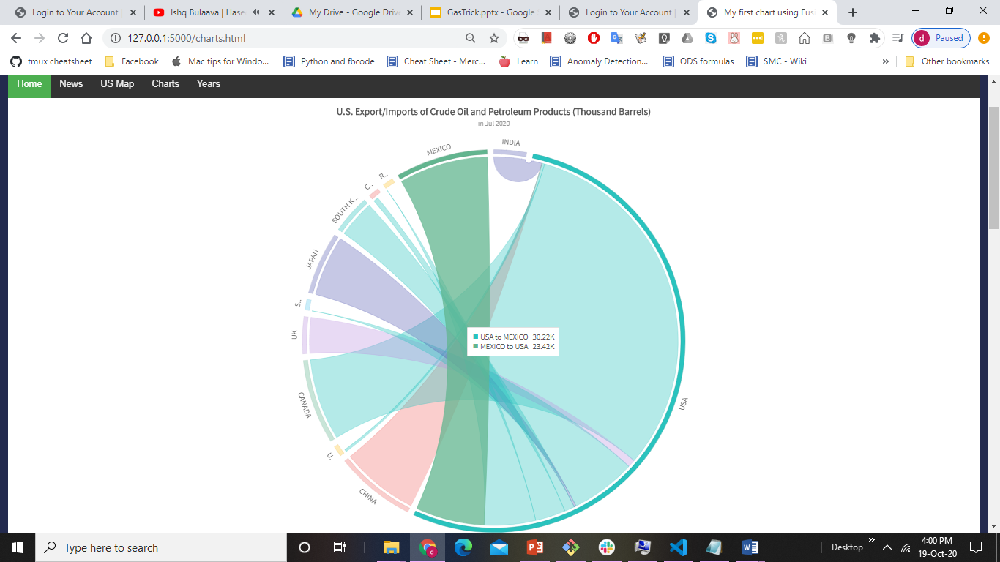 Login to Your Account |
Ishq Bulaava | Hase
My Drive - Google Drive
GasTrick.pptx - Google
Login to Your Account |
My first chart using Fus
127.0.0.1:5000/charts.html
d Paused
tmux cheatsheet
Facebook
Mac tips for Windo...
Python and fbcode
Cheat Sheet - Merc...
Learn
Anomaly Detection...
ODS formulas
SMC - Wiki
»
Other bookmarks
Home News US Map Charts Years
U.S. Export/Imports of Crude Oil and Petroleum Products (Thousand Barrels)
in Jul 2020
INDIA
MEXICO
R..
C..
SOUTH K...
JAPAN
S..
UK
CANADA
U.
CHINA
USA
USA to MEXICO 30.22K
MEXICO to USA 23.42K
Type here to search
Desktop
»
4:00 PM
19-Oct-20